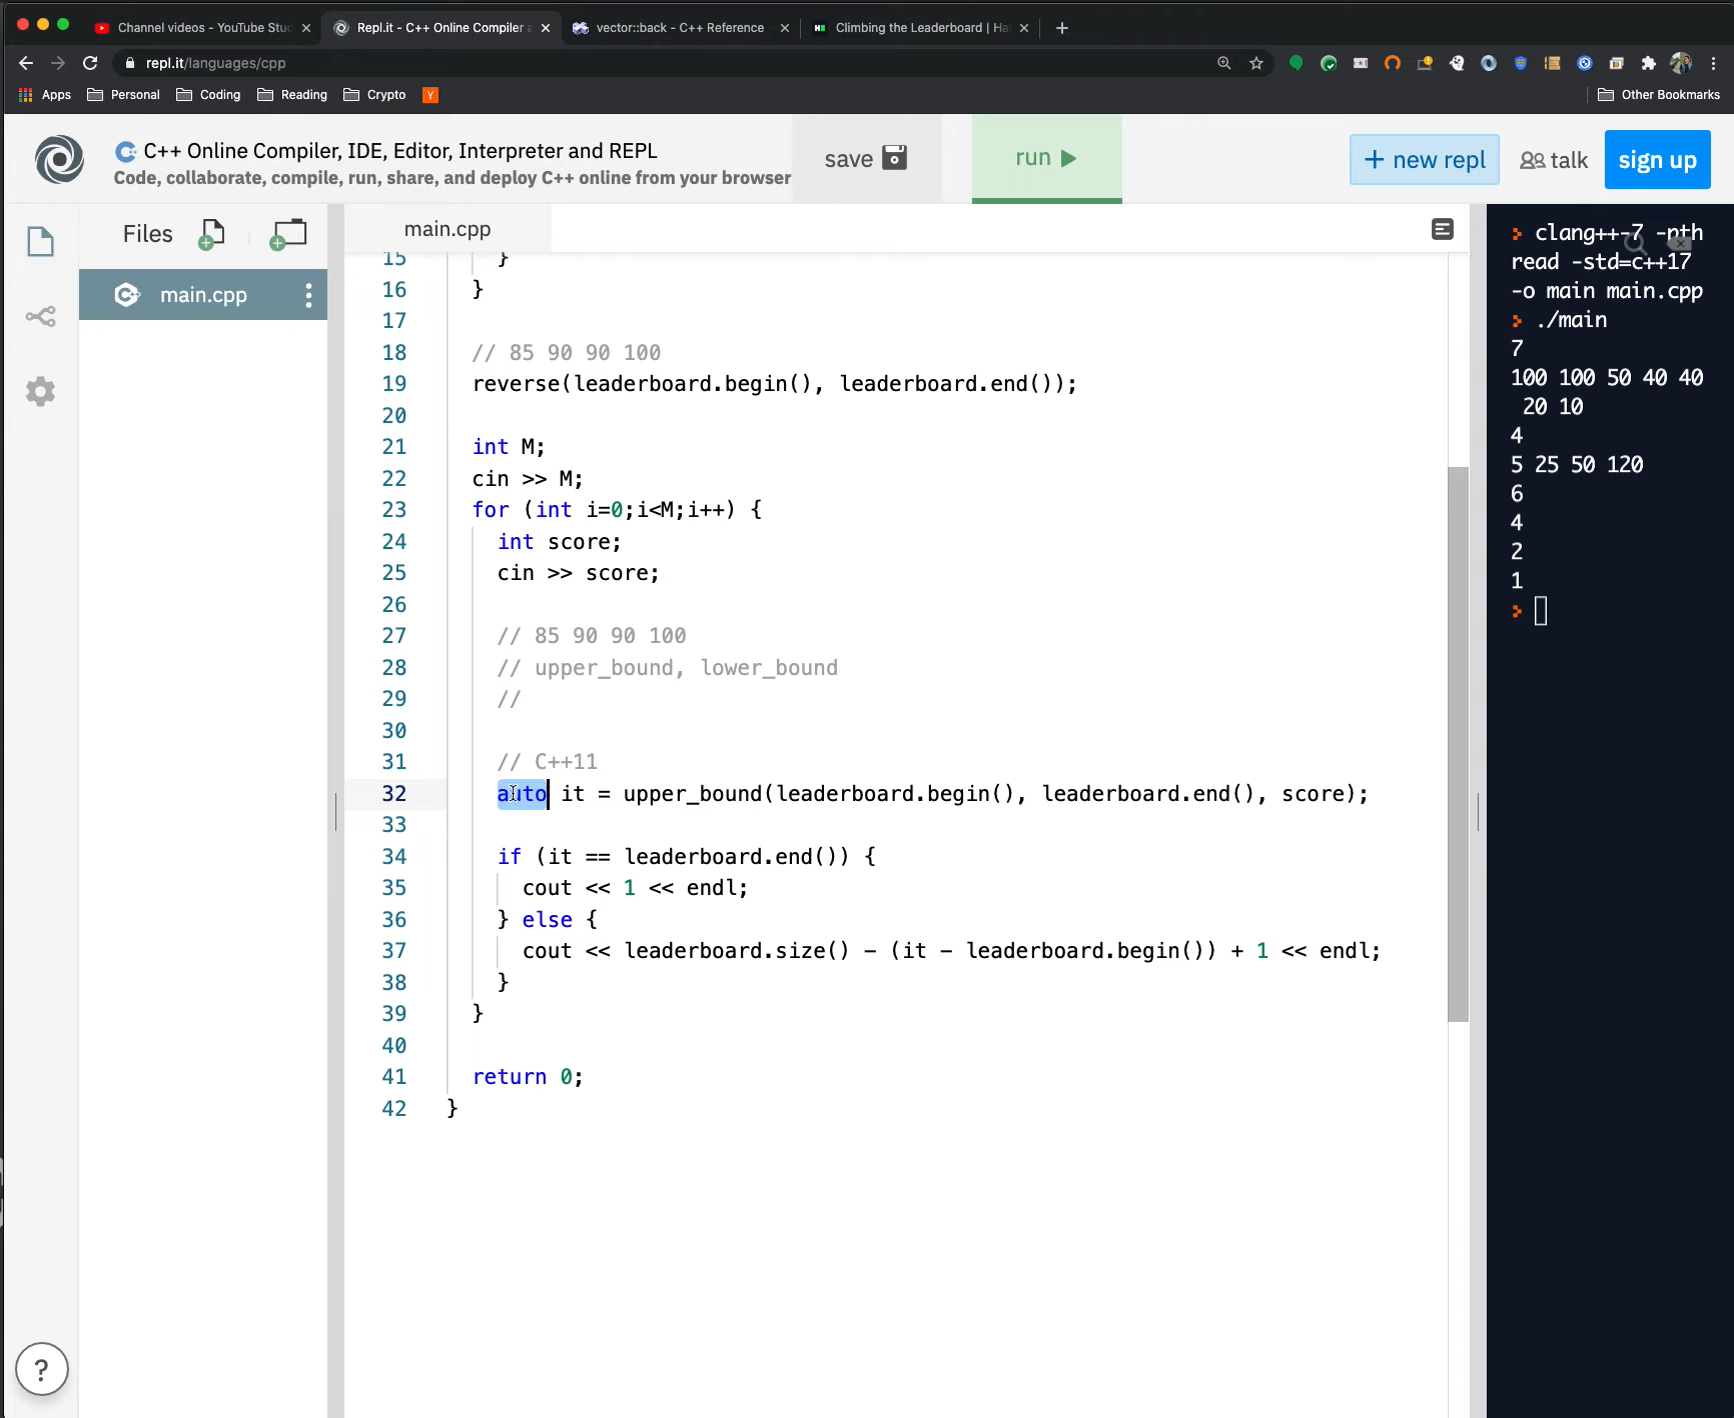 Channel videos - YouTube Stu
Repl.it - C++ Online Compiler a
vector::back - C++ Reference
Climbing the Leaderboard | Ha
repl.it/languages/cpp
Apps Personal Coding Reading Crypto Y Other Bookmarks
C++ Online Compiler, IDE, Editor, Interpreter and REPL
Code, collaborate, compile, run, share, and deploy C++ online from your browser
save run + new repl talk sign up
Files
main.cpp
main.cpp
15 }
16 }
17
18 // 85 90 90 100
19 reverse(leaderboard.begin(), leaderboard.end());
20
21 int M;
22 cin >> M;
23 for (int i=0;i<M;i++) {
24 int score;
25 cin >> score;
26
27 // 85 90 90 100
28 // upper_bound, lower_bound
29 //
30
31 // C++11
32 auto it = upper_bound(leaderboard.begin(), leaderboard.end(), score);
33
34 if (it == leaderboard.end()) {
35 cout << 1 << endl;
36 } else {
37 cout << leaderboard.size() - (it - leaderboard.begin()) + 1 << endl;
38 }
39 }
40
41 return 0;
42 }
clang++-7 -pth
read -std=c++17
-o main main.cpp
./main
7
100 100 50 40 40
20 10
4
5 25 50 120
6
4
2
1
?